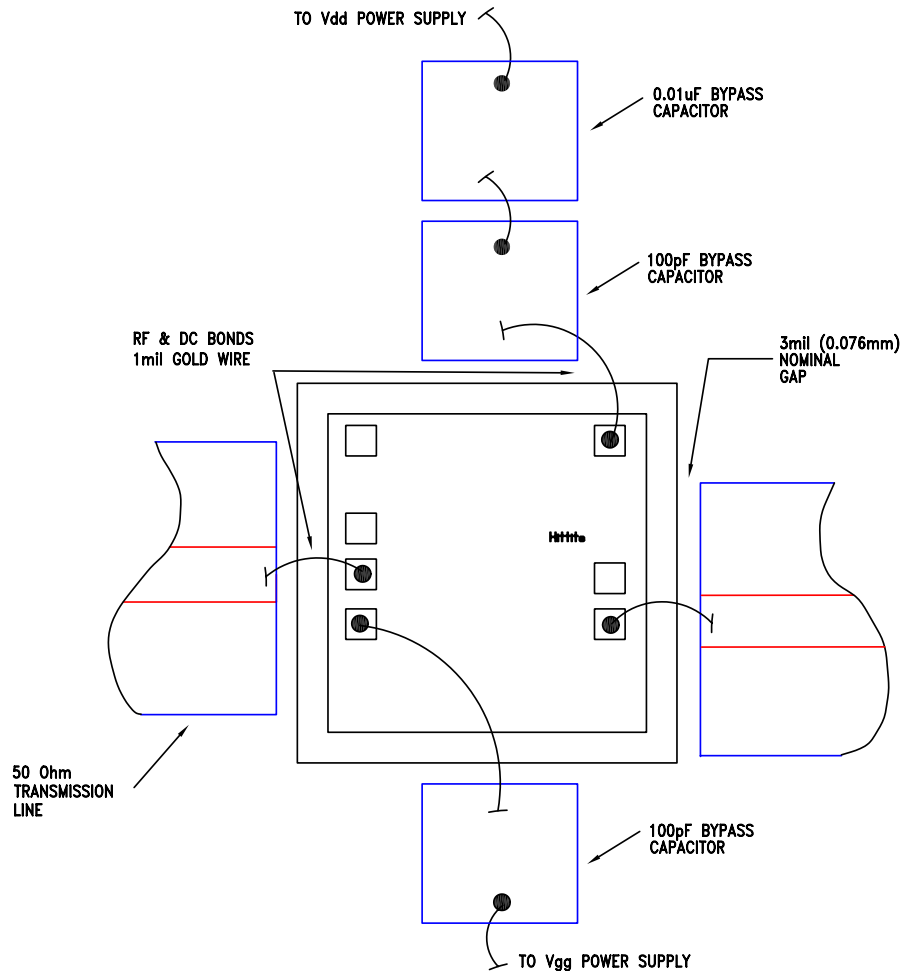 TO Vdd POWER SUPPLY
0.01uF BYPASS
CAPACITOR
100pF BYPASS
CAPACITOR
RF & DC BONDS
1mil GOLD WIRE
3mil (0.076mm)
NOMINAL
GAP
Hittite
50 Ohm
TRANSMISSION
LINE
100pF BYPASS
CAPACITOR
TO Vgg POWER SUPPLY